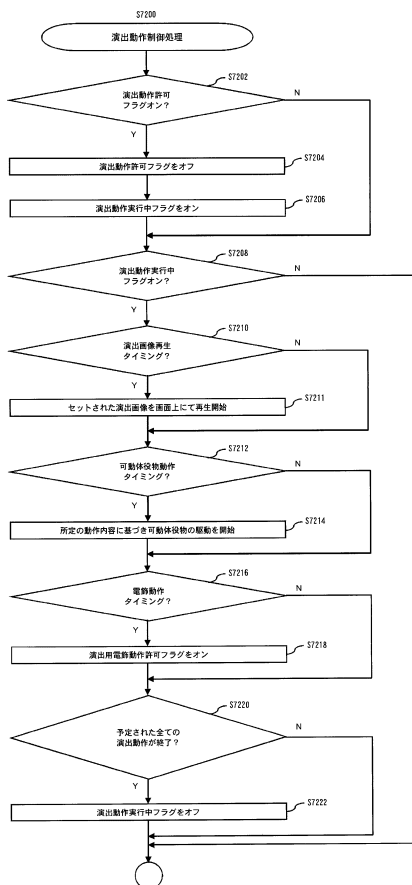 S7200
演出動作制御処理
S7202
演出動作許可
フラグオン？
N
Y
S7204
演出動作許可フラグをオフ
S7206
演出動作実行中フラグをオン
S7208
演出動作実行中
フラグオン？
N
Y
S7210
演出画像再生
タイミング？
N
Y
S7211
セットされた演出画像を画面上にて再生開始
S7212
可動体役物動作
タイミング？
N
Y
S7214
所定の動作内容に基づき可動体役物の駆動を開始
S7216
電飾動作
タイミング？
N
Y
S7218
演出用電飾動作許可フラグをオン
S7220
予定された全ての
演出動作が終了？
N
Y
S7222
演出動作実行中フラグをオフ